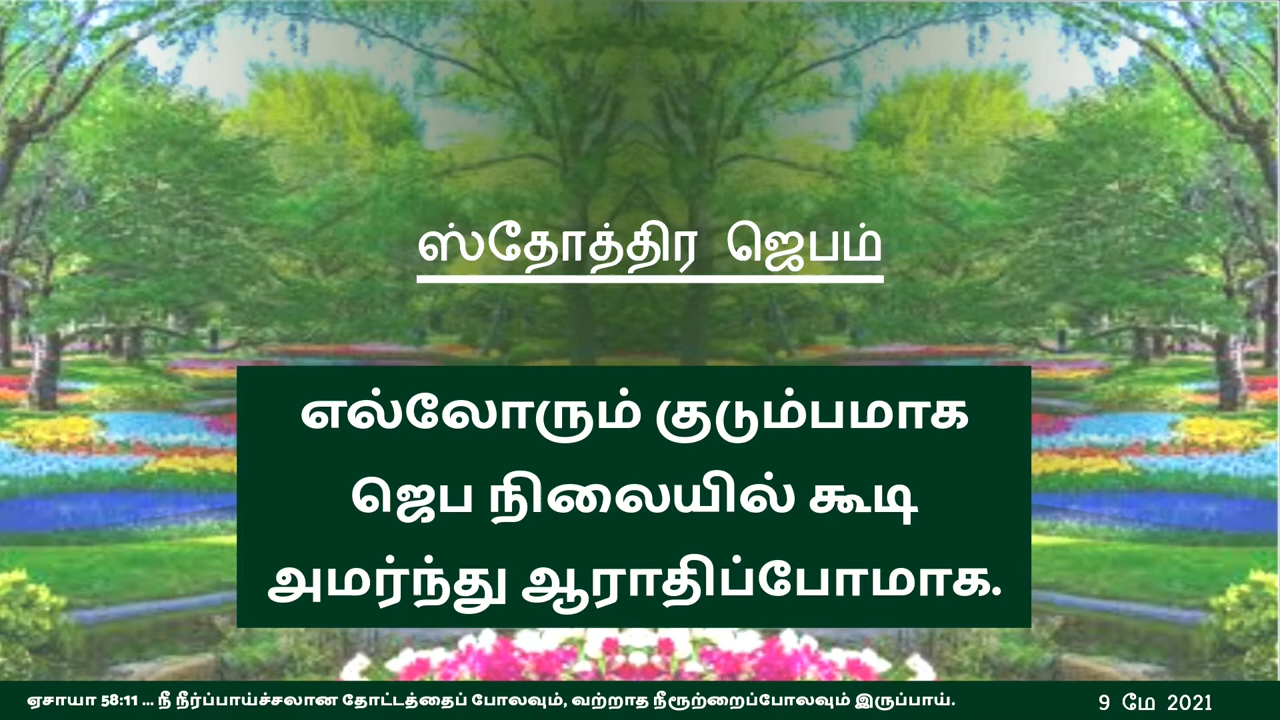 ஸ்தோத்திர ஜெபம்
எல்லோரும் குடும்பமாக
ஜெப நிலையில் கூடி
அமர்ந்து ஆராதிப்போமாக.
ஏசாயா 58:11 ... நீ நீர்ப்பாய்ச்சலான தோட்டத்தைப் போலவும், வற்றாத நீரூற்றைப்போலவும் இருப்பாய்.
9 மே 2021